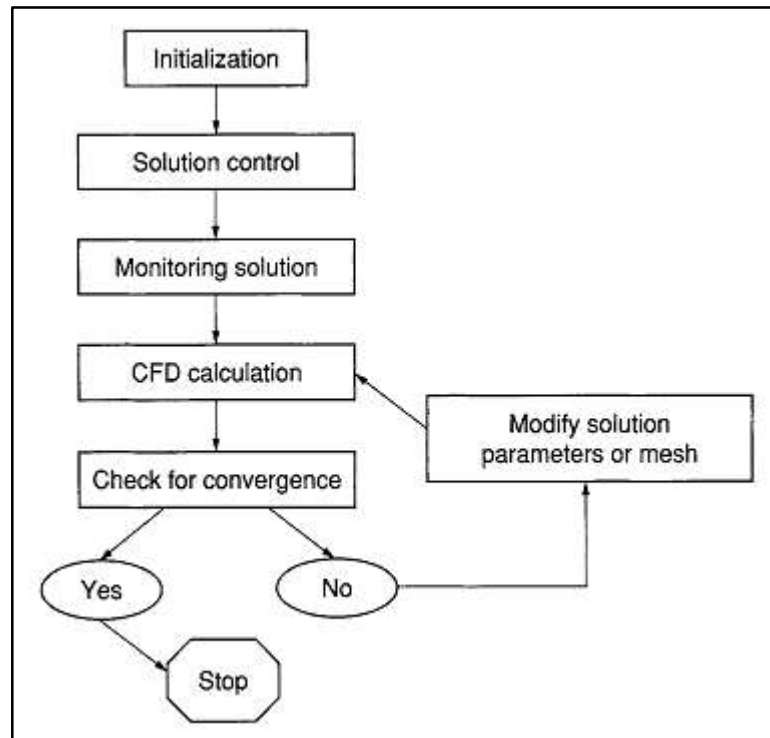 Initialization
Solution control
Monitoring solution
CFD calculation
Modify solution
parameters or mesh
Check for convergence
Yes
No
Stop